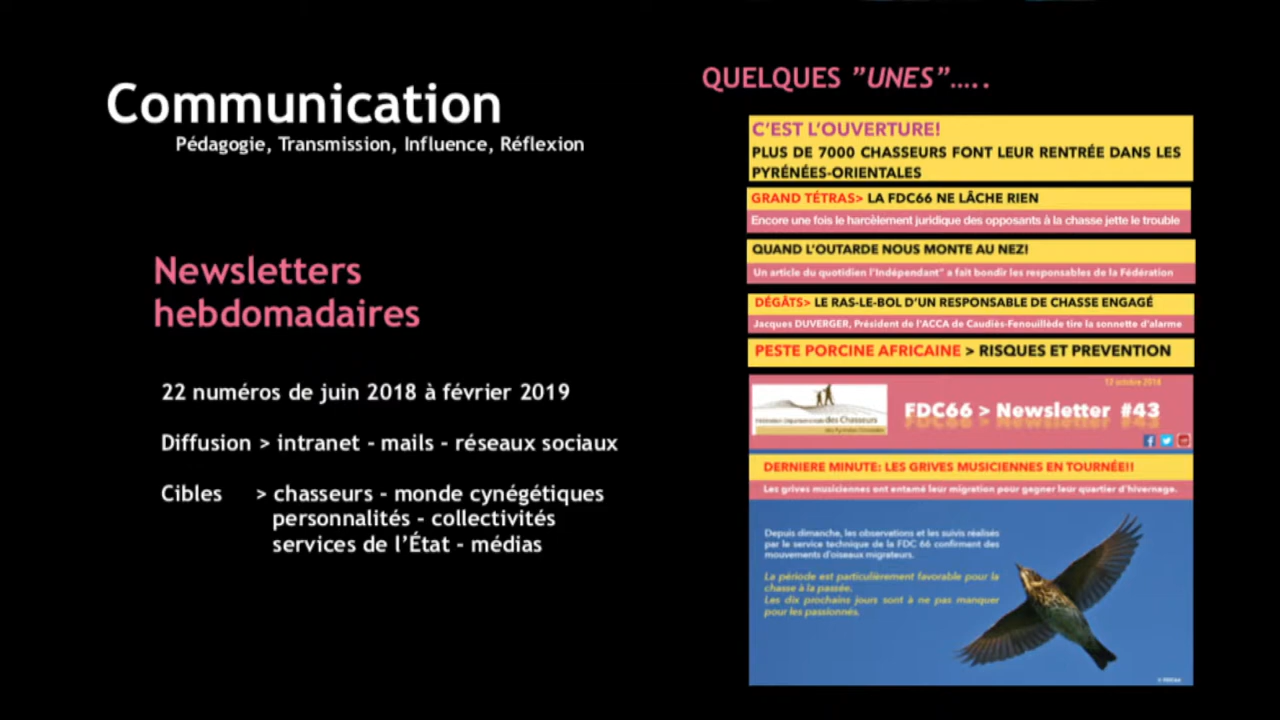 Communication
Pédagogie, Transmission, Influence, Réflexion
Newsletters
hebdomadaires
22 numéros de juin 2018 à février 2019
Diffusion > intranet - mails - réseaux sociaux
Cibles > chasseurs - monde cynégétiques
personnalités - collectivités
services de l'État - médias
QUELQUES "UNES".....
C'EST L'OUVERTURE!
PLUS DE 7000 CHASSEURS FONT LEUR RENTRÉE DANS LES
PYRÉNÉES-ORIENTALES
GRAND TÉTRAS> LA FDC66 NE LÂCHE RIEN
Encore une fois le harcèlement juridique des opposants à la chasse jette le trouble
QUAND L'OUTARDE NOUS MONTE AU NEZ!
Un article du quotidien l'Indépendant" a fait bondir les responsables de la Fédération
DÉGÂTS> LE RAS-LE-BOL D'UN RESPONSABLE DE CHASSE ENGAGÉ
Jacques DUVERGER, Président de l'ACCA de Caudiès-Fenouillède tire la sonnette d'alarme
PESTE PORCINE AFRICAINE > RISQUES ET PREVENTION
octobre 2018
Fédération Départementale des Chasseurs
des Pyrénées Orientales
FDC66 > Newsletter #43
DERNIERE MINUTE: LES GRIVES MUSICIENNES EN TOURNÉE!!
Les grives musiciennes ont entamé leur migration pour gagner leur quartier d'hivernage.
Depuis dimanche, les observations et les suivis réalisés
par le service technique de la FDC 66 confirment des
mouvements d'oiseaux migrateurs.
La période est particulièrement favorable pour la
chasse à la passée.
Les dix prochains jours sont à ne pas manquer
pour les passionnés.